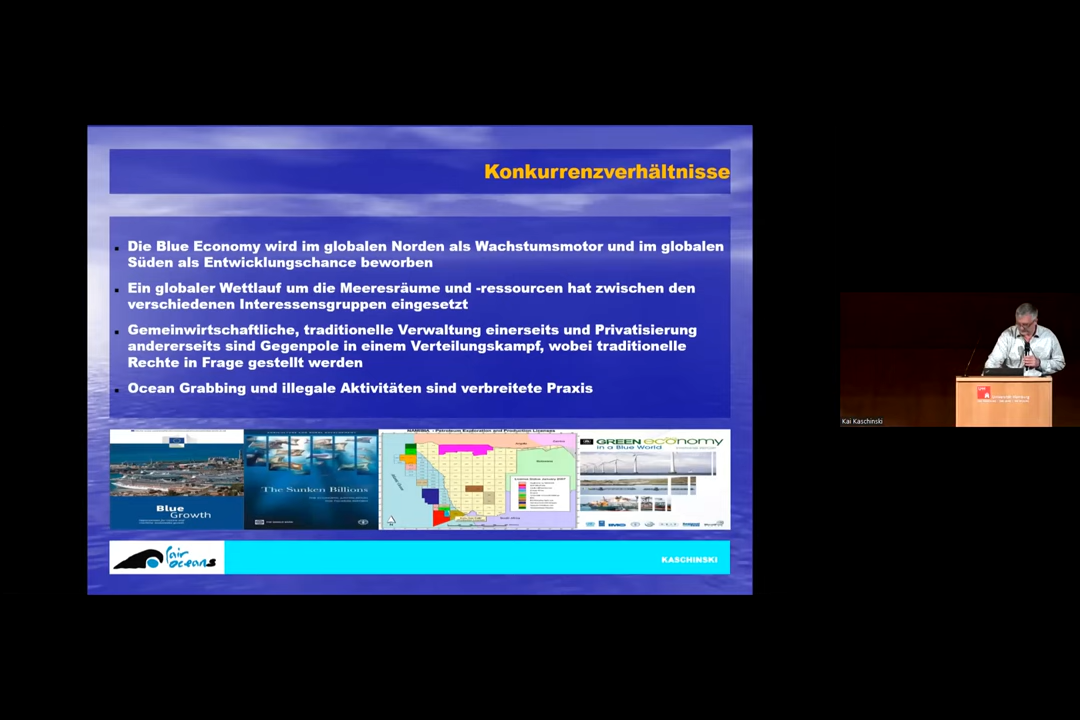 Konkurrenzverhältnisse
Die Blue Economy wird im globalen Norden als Wachstumsmotor und im globalen
Süden als Entwicklungschance beworben
Ein globaler Wettlauf um die Meeresräume und -ressourcen hat zwischen den
verschiedenen Interessensgruppen eingesetzt
Gemeinwirtschaftliche, traditionelle Verwaltung einerseits und Privatisierung
andererseits sind Gegenpole in einem Verteilungskampf, wobei traditionelle
Rechte in Frage gestellt werden
Ocean Grabbing und illegale Aktivitäten sind verbreitete Praxis
Blue
Growth
The Sunken Billions
NAMIBIA - Petroleum Exploration and Production Licences
GREEN economy
in a Blue World
fair
oceans
KASCHINSKI
Kai Kaschinski